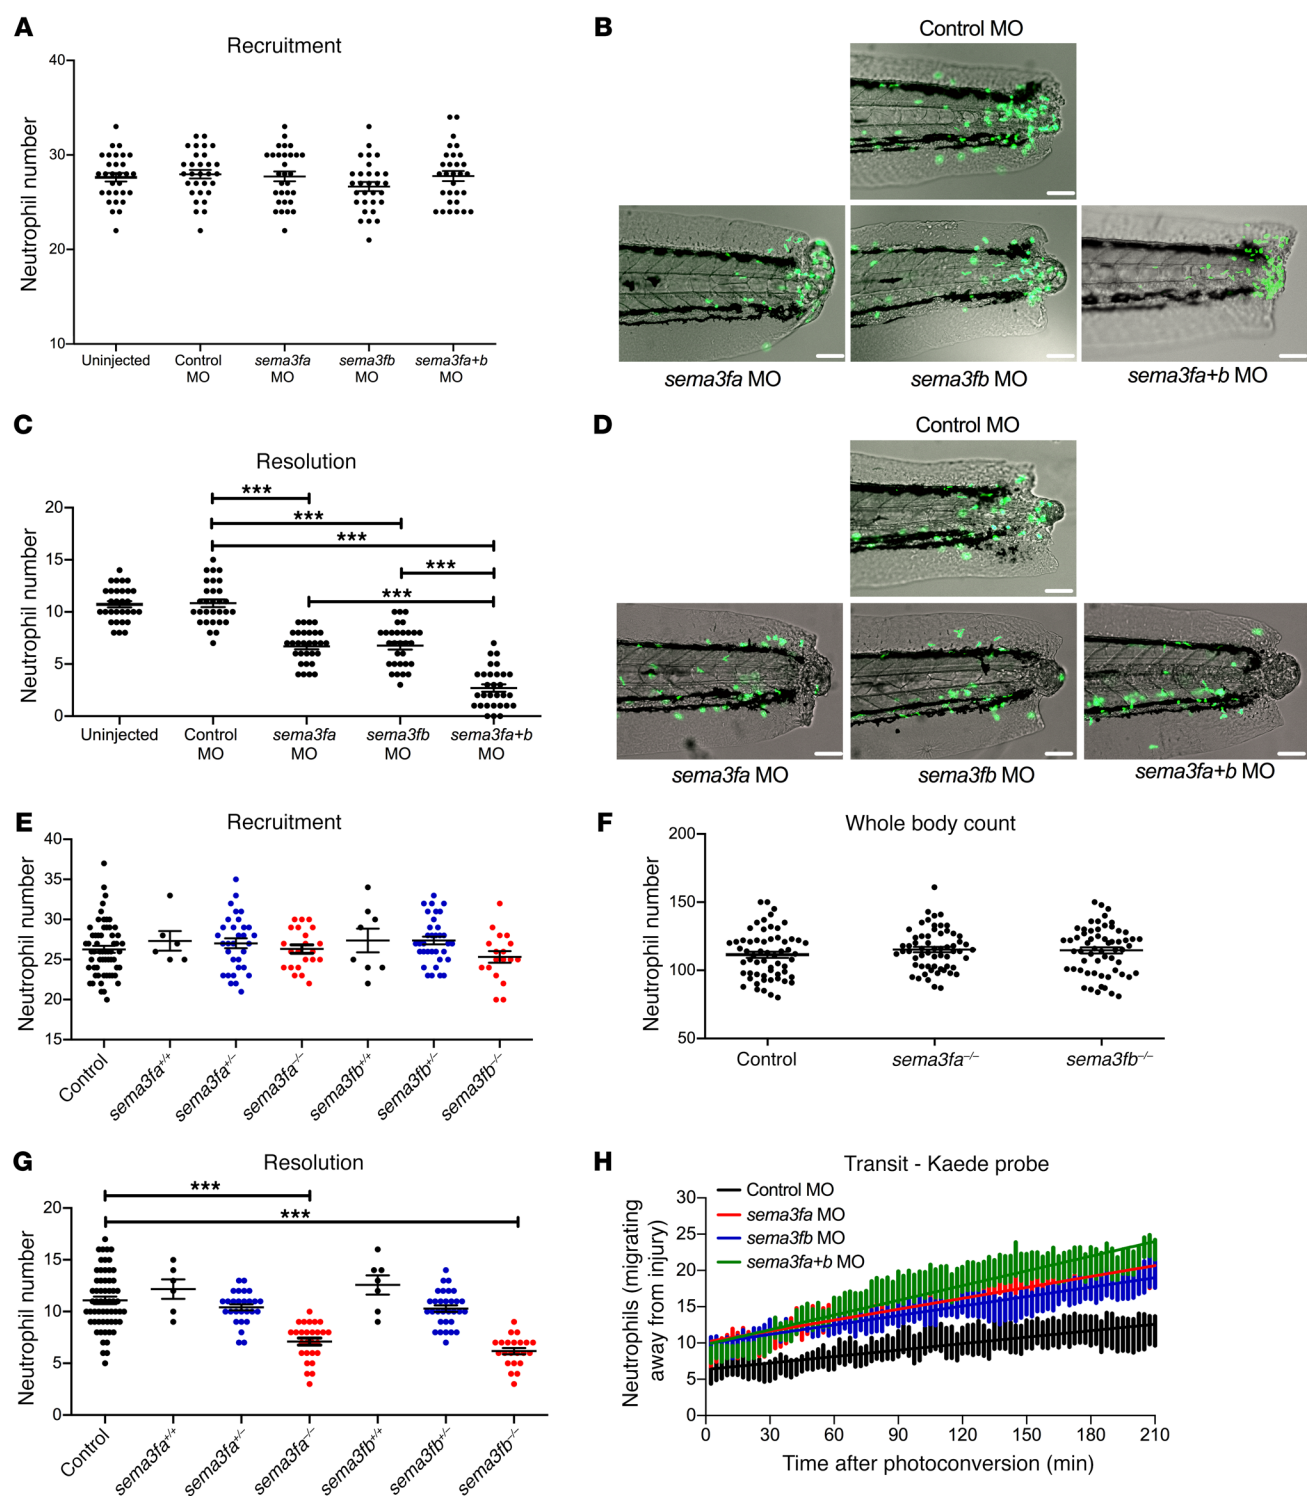 A
Recruitment
Neutrophil number
40
30
20
10
Uninjected
Control MO
sema3fa MO
sema3fb MO
sema3fa+b MO
B
Control MO
sema3fa MO
sema3fb MO
sema3fa+b MO
C
Resolution
Neutrophil number
20
15
10
5
0
***
***
***
***
***
Uninjected
Control MO
sema3fa MO
sema3fb MO
sema3fa+b MO
D
Control MO
sema3fa MO
sema3fb MO
sema3fa+b MO
E
Recruitment
Neutrophil number
40
35
30
25
20
15
Control
sema3fa+/+
sema3fa+/–
sema3fa–/–
sema3fb+/+
sema3fb+/–
sema3fb–/–
F
Whole body count
Neutrophil number
200
150
100
50
Control
sema3fa–/–
sema3fb–/–
G
Resolution
Neutrophil number
20
15
10
5
0
***
***
Control
sema3fa+/+
sema3fa+/–
sema3fa–/–
sema3fb+/+
sema3fb+/–
sema3fb–/–
H
Transit - Kaede probe
Neutrophils (migrating
away from injury)
30
25
20
15
10
5
0
Control MO
sema3fa MO
sema3fb MO
sema3fa+b MO
0 30 60 90 120 150 180 210
Time after photoconversion (min)